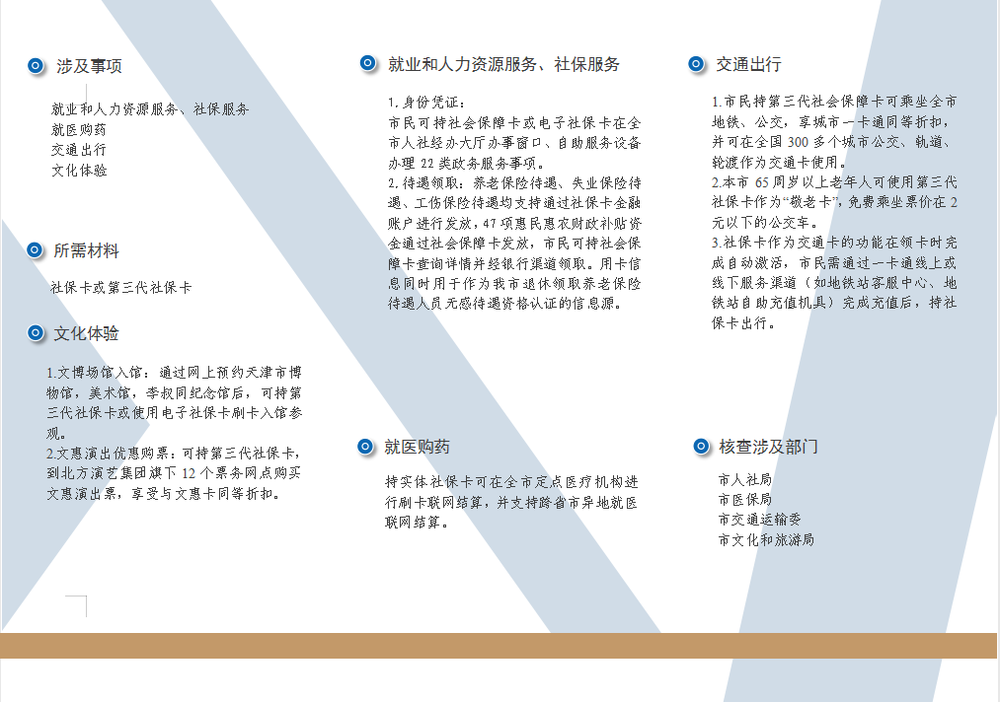 涉及事项
就业和人力资源服务、社保服务
就医购药
交通出行
文化体验
所需材料
社保卡或第三代社保卡
文化体验
1.文博场馆入馆：通过网上预约天津市博
物馆，美术馆，李叔同纪念馆后，可持第
三代社保卡或使用电子社保卡刷卡入馆参
观。
2.文惠演出优惠购票：可持第三代社保卡，
到北方演艺集团旗下 12 个票务网点购买
文惠演出票，享受与文惠卡同等折扣。
就业和人力资源服务、社保服务
1. 身份凭证：
市民可持社会保障卡或电子社保卡在全
市人社经办大厅办事窗口、自助服务设备
办理 22 类政务服务事项。
2. 待遇领取：养老保险待遇、失业保险待
遇、工伤保险待遇均支持通过社保卡金融
账户进行发放，47 项惠民惠农财政补贴资
金通过社会保障卡发放，市民可持社会保
障卡查询详情并经银行渠道领取。用卡信
息同时用于作为我市退休领取养老保险
待遇人员无感待遇资格认证的信息源。
就医购药
持实体社保卡可在全市定点医疗机构进
行刷卡联网结算，并支持跨省市异地就医
联网结算。
交通出行
1.市民持第三代社会保障卡可乘坐全市
地铁、公交，享城市一卡通同等折扣，
并可在全国 300 多个城市公交、轨道、
轮渡作为交通卡使用。
2.本市 65 周岁以上老年人可使用第三代
社保卡作为“敬老卡”，免费乘坐票价在 2
元以下的公交车。
3.社保卡作为交通卡的功能在领卡时完
成自动激活，市民需通过一卡通线上或
线下服务渠道（如地铁站客服中心、地
铁站自助充值机具）完成充值后，持社
保卡出行。
核查涉及部门
市人社局
市医保局
市交通运输委
市文化和旅游局